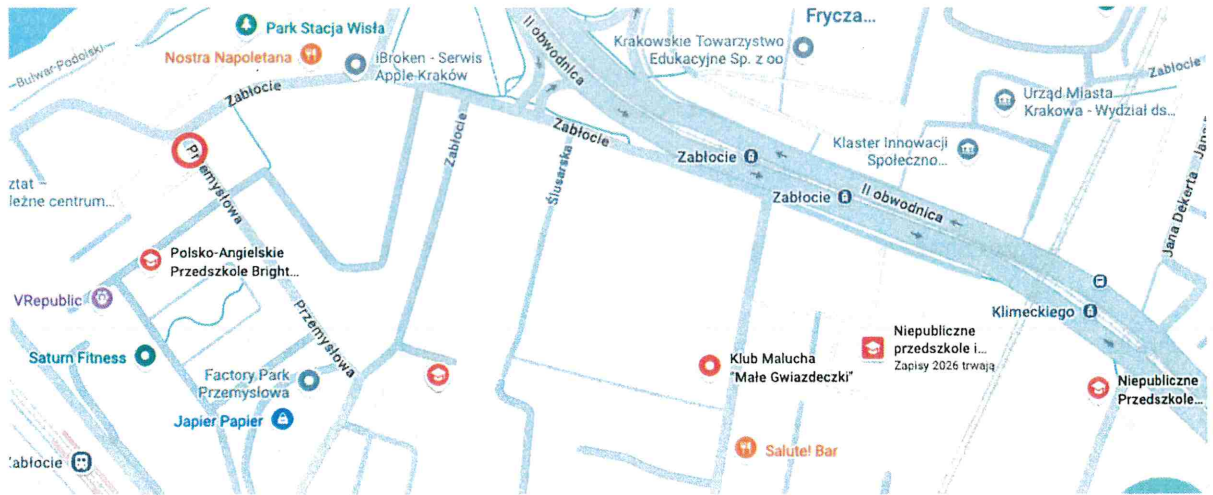 Frycza...
Park Stacja Wisła
II obwodnica
Krakowskie Towarzystwo
Edukacyjne Sp. z oo
Nostra Napoletana
iBroken - Serwis
Apple-Kraków
Bulwar-Podolski
Zabłocie
Zabłocie
Urząd Miasta
Krakowa - Wydział ds...
Zabłocie
Zabłocie
Klaster Innowacji
Społeczno...
Przemysłowa
Ślusarska
Zabłocie
Zabłocie
II obwodnica
Jana Dekerta
ztat –
leżne centrum...
Polsko-Angielskie
Przedszkole Bright...
VRepublic
Klimeckiego
Przemysłowa
Saturn Fitness
Niepubliczne
przedszkole i...
Zapisy 2026 trwają
Klub Malucha
"Małe Gwiazdeczki"
Factory Park
Przemysłowa
Niepubliczne
Przedszkole...
Japier Papier
Salute! Bar
Zabłocie